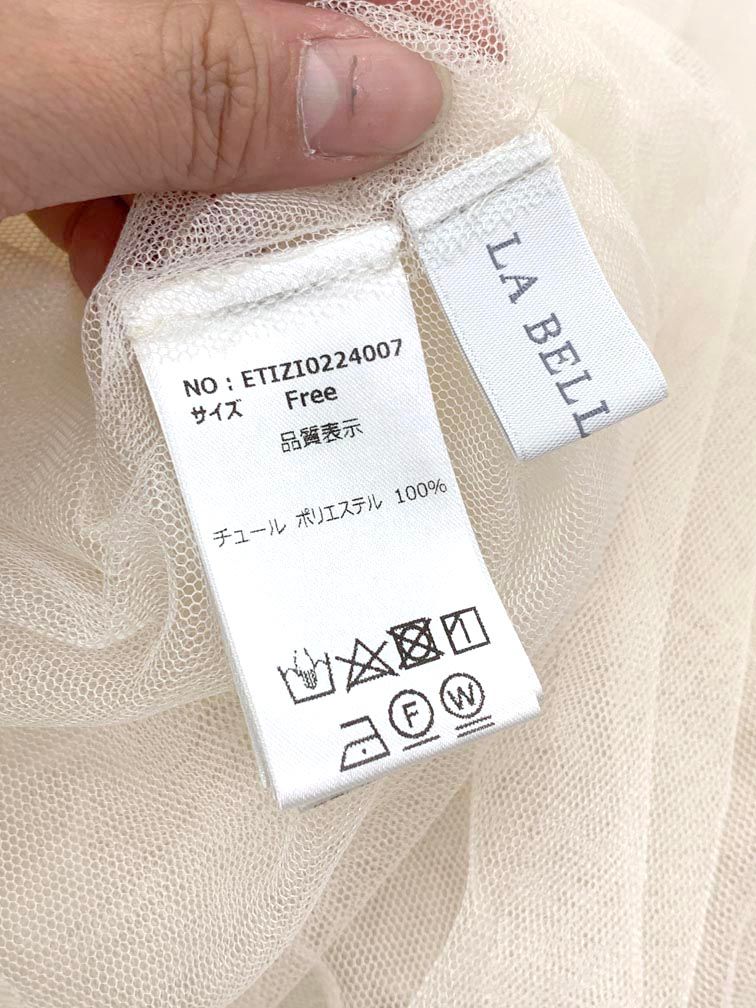 NO : ETIZI0224007
サイズ Free
品質表示
チュール ポリエステル 100%
F W
LA BELL